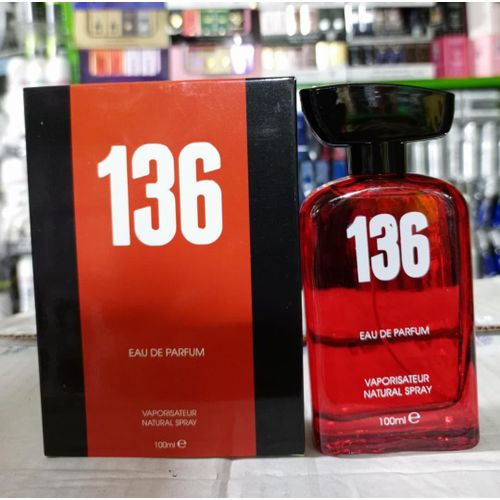 136
EAU DE PARFUM
VAPORISATEUR
NATURAL SPRAY
100ml e
136
EAU DE PARFUM
VAPORISATEUR
NATURAL SPRAY
100ml e